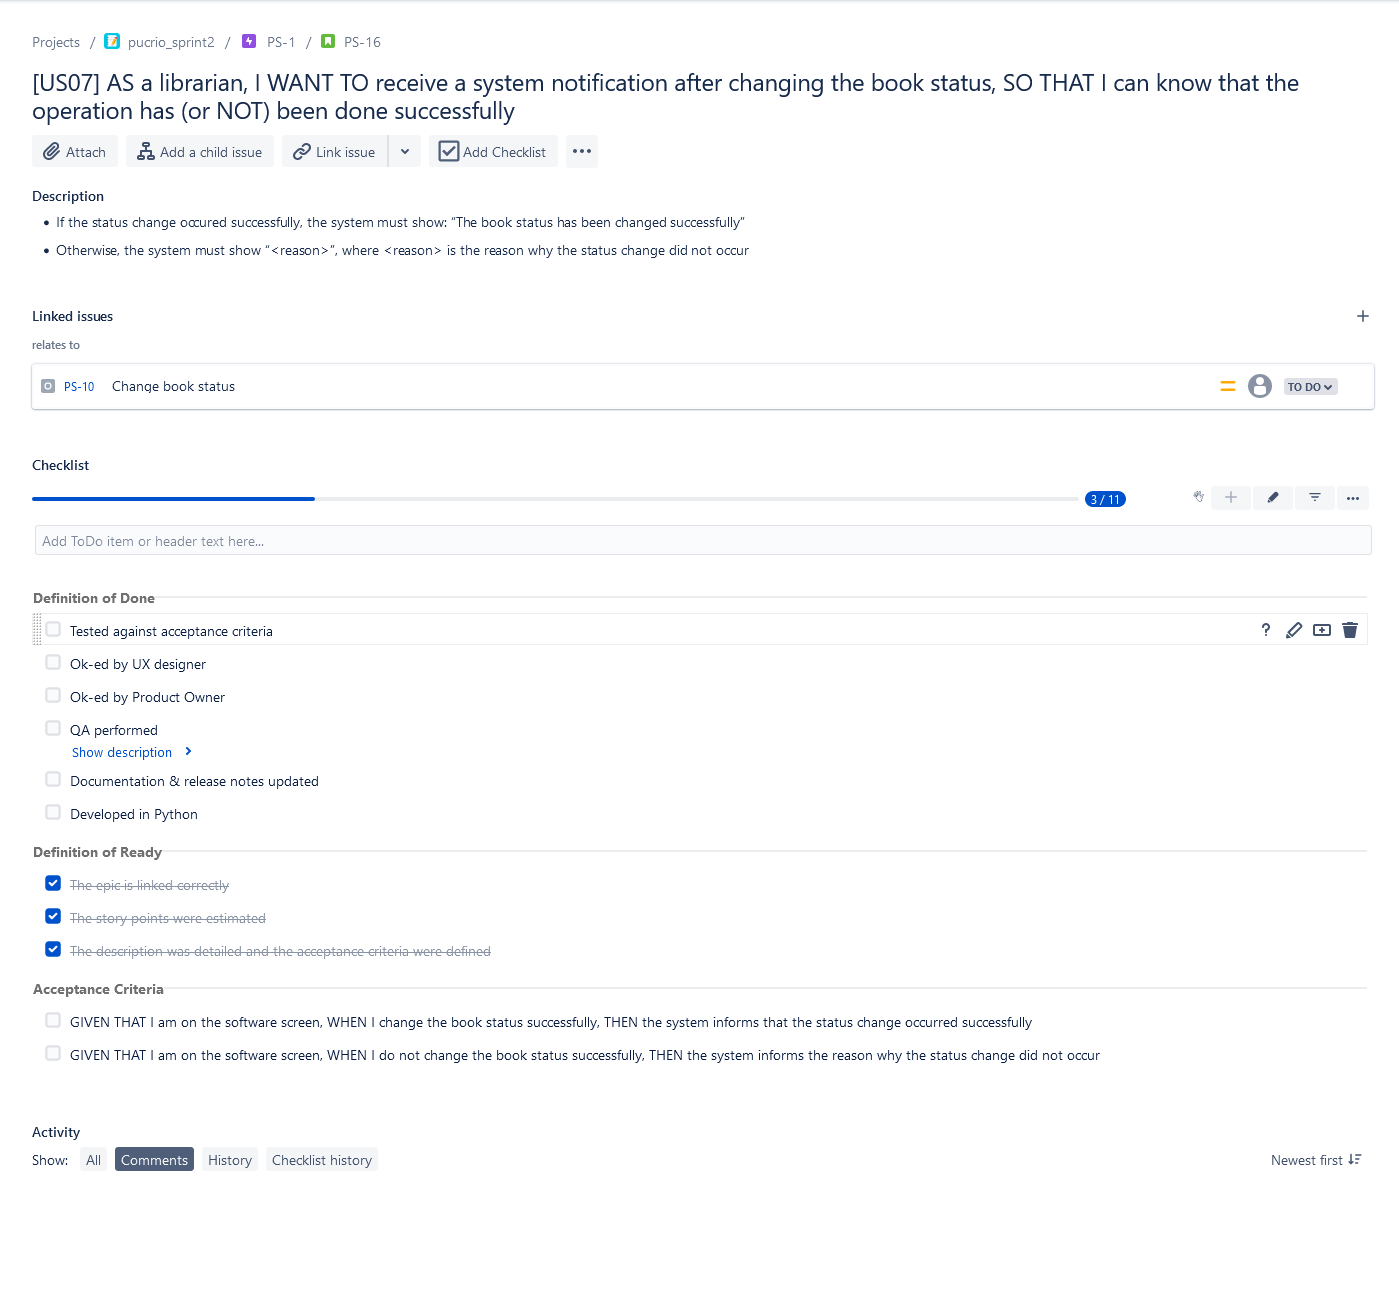 Projects / pucrio_sprint2 / PS-1 / PS-16
[US07] AS a librarian, I WANT TO receive a system notification after changing the book status, SO THAT I can know that the
operation has (or NOT) been done successfully
Attach Add a child issue Link issue Add Checklist
Description
• If the status change occured successfully, the system must show: “The book status has been changed successfully”
• Otherwise, the system must show “<reason>”, where <reason> is the reason why the status change did not occur
Linked issues
relates to
PS-10 Change book status TO DO
Checklist
3 / 11
Add ToDo item or header text here...
Definition of Done
Tested against acceptance criteria
Ok-ed by UX designer
Ok-ed by Product Owner
QA performed
Show description
Documentation & release notes updated
Developed in Python
Definition of Ready
The epic is linked correctly
The story points were estimated
The description was detailed and the acceptance criteria were defined
Acceptance Criteria
GIVEN THAT I am on the software screen, WHEN I change the book status successfully, THEN the system informs that the status change occurred successfully
GIVEN THAT I am on the software screen, WHEN I do not change the book status successfully, THEN the system informs the reason why the status change did not occur
Activity
Show: All Comments History Checklist history Newest first